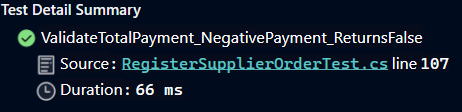 Test Detail Summary
ValidateTotalPayment_NegativePayment_ReturnsFalse
Source: RegisterSupplierOrderTest.cs line 107
Duration: 66 ms